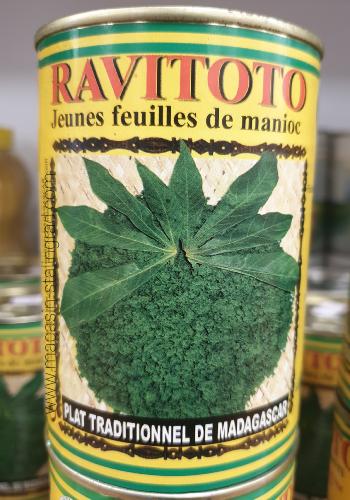 RAVITOTO
Jeunes feuilles de manioc
PLAT TRADITIONNEL DE MADAGASCAR
www.magasin-stalingrad.com